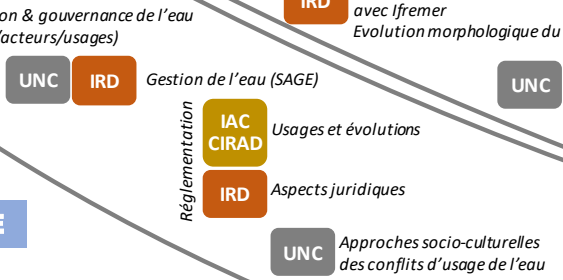 on & gouvernance de l'eau
/acteurs/usages)
IRD
avec Ifremer
Evolution morphologique du
UNC
IRD
Gestion de l'eau (SAGE)
UNC
Réglementation
IAC
CIRAD
Usages et évolutions
IRD
Aspects juridiques
E
UNC
Approches socio-culturelles
des conflits d'usage de l'eau